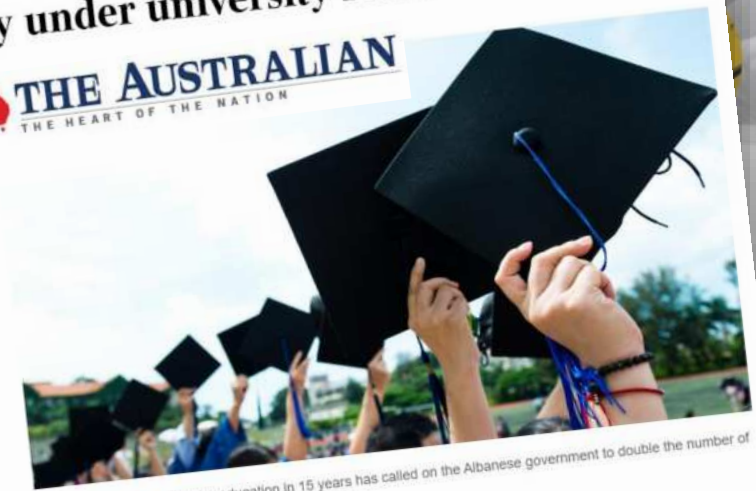 under university
THE AUSTRALIAN
THE HEART OF THE NATION
in 15 years has called on the Albanese government to double the number of